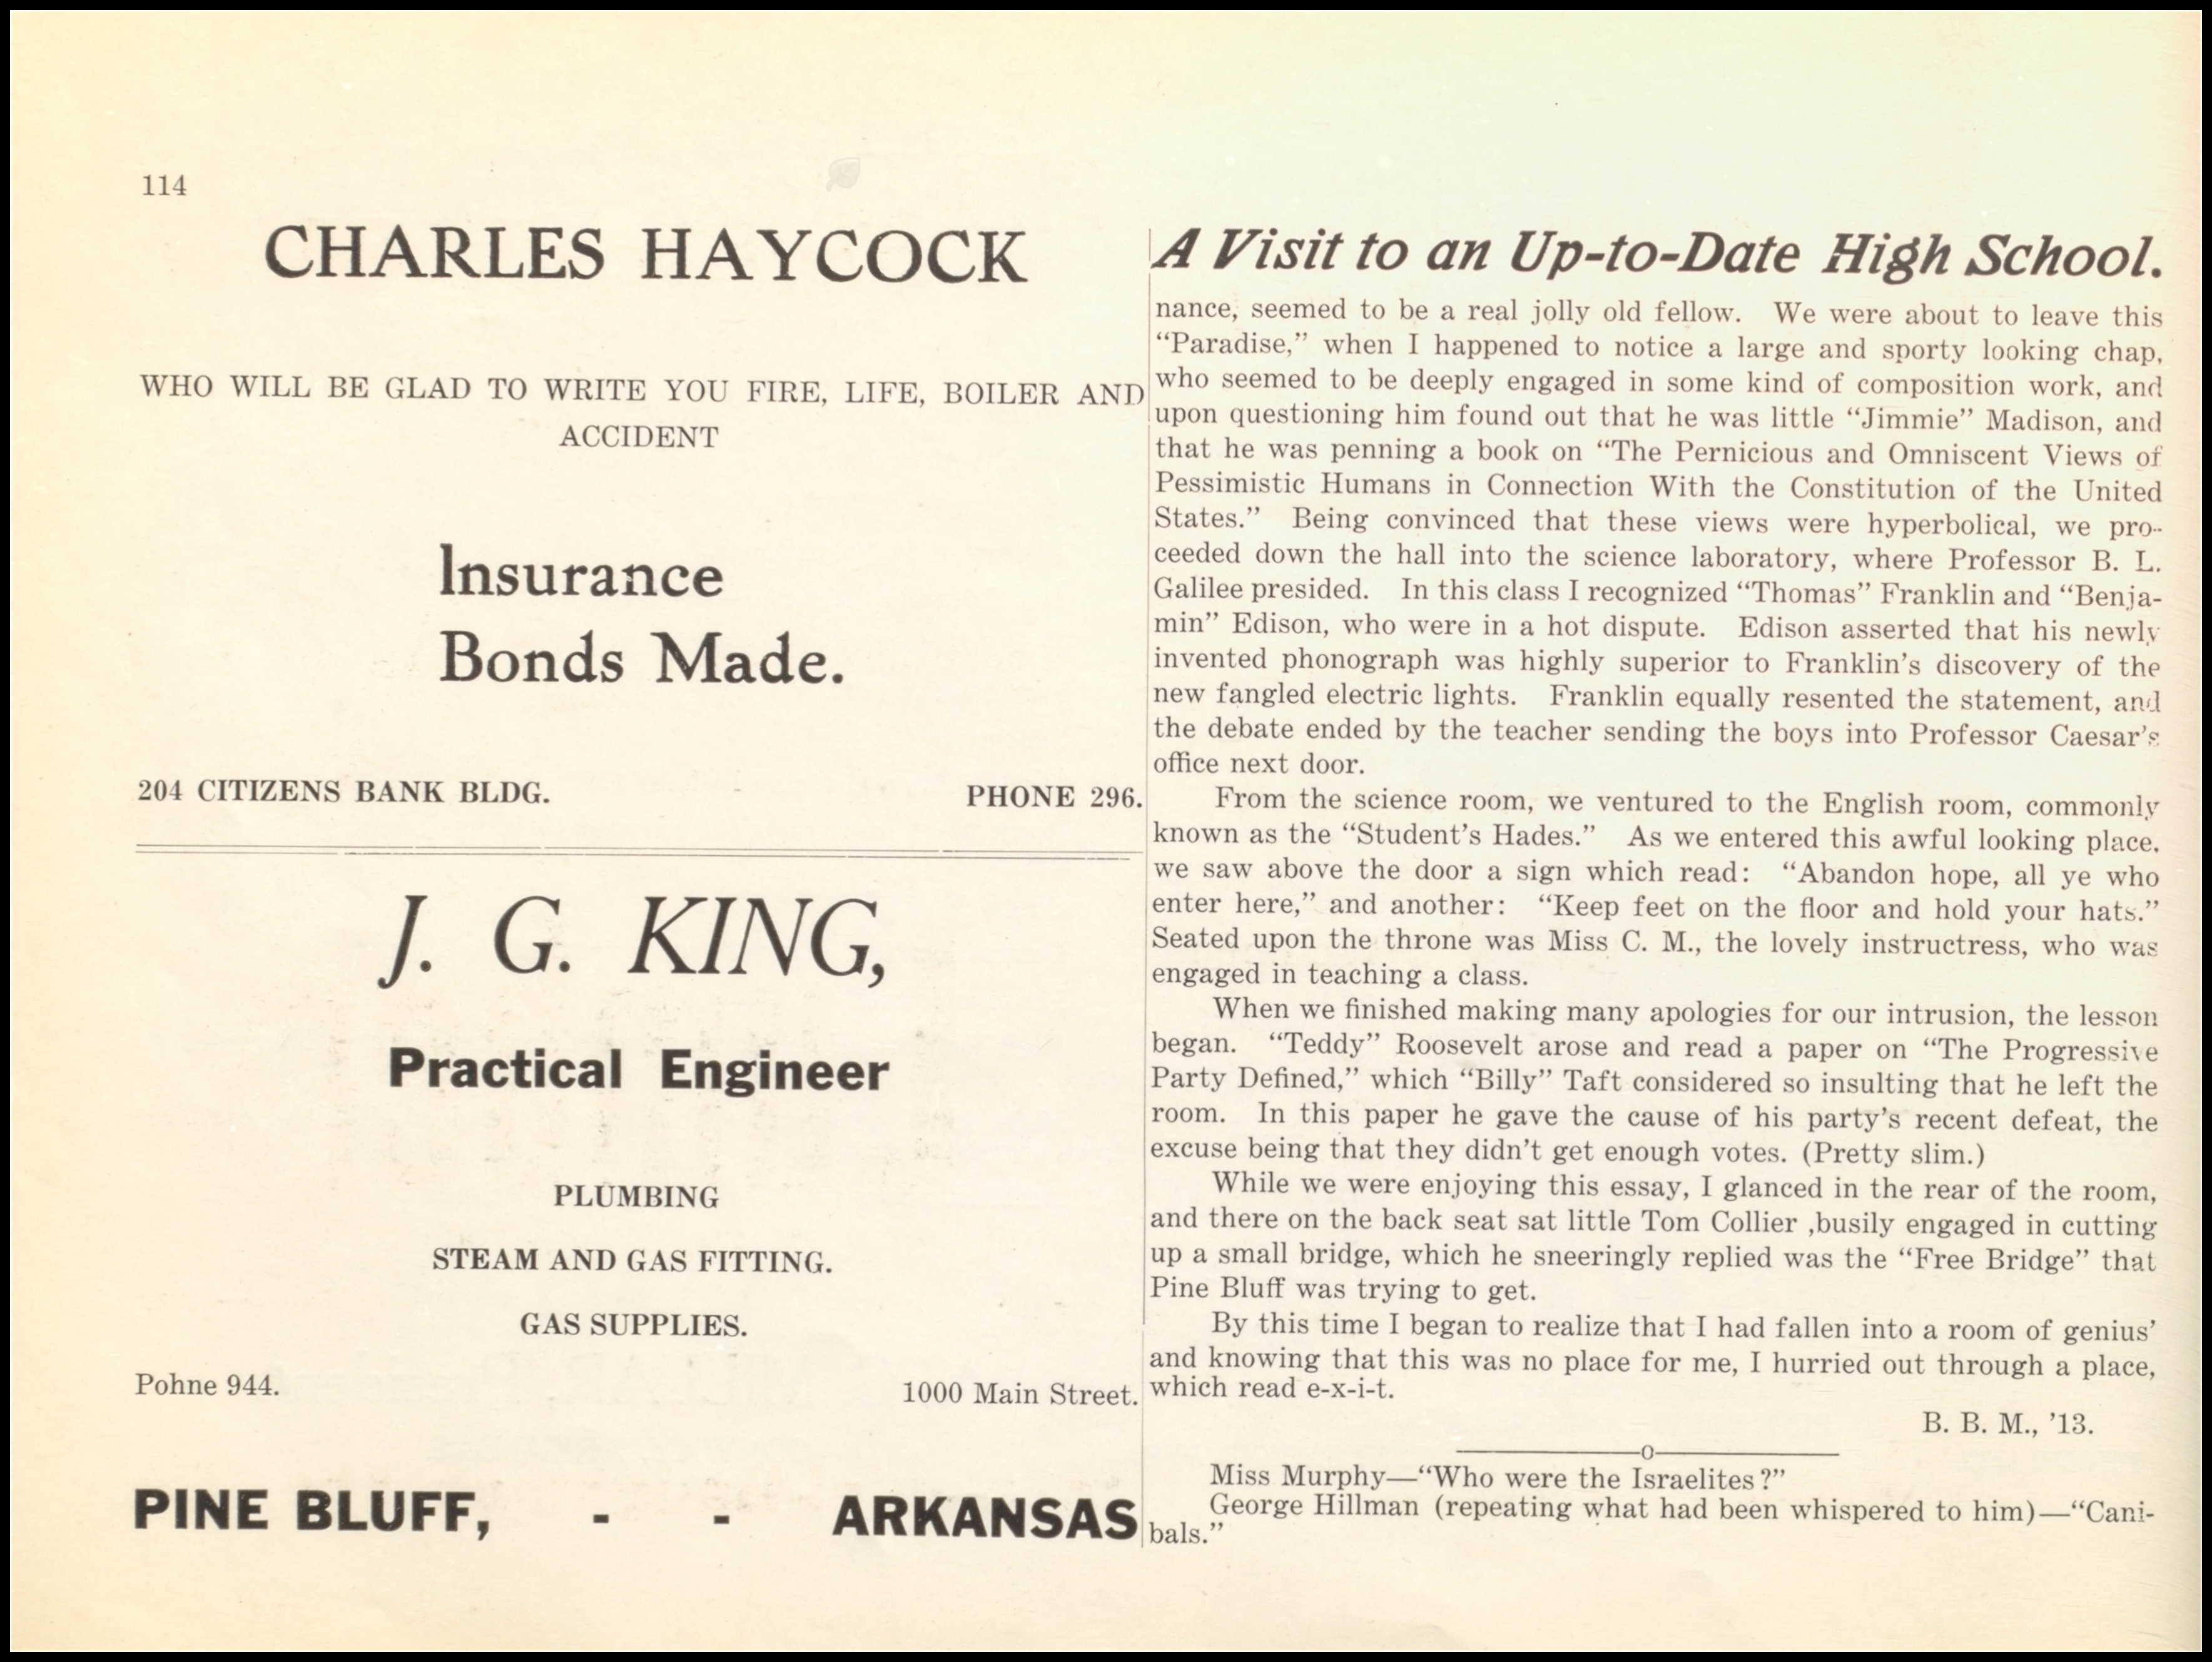 114
CHARLES HAYCOCK
WHO WILL BE GLAD TO WRITE YOU FIRE, LIFE, BOILER AND
ACCIDENT
Insurance
Bonds Made.
204 CITIZENS BANK BLDG. PHONE 296.
J. G. KING,
Practical Engineer
PLUMBING
STEAM AND GAS FITTING.
GAS SUPPLIES.
Pohne 944. 1000 Main Street.
PINE BLUFF, - - ARKANSAS
A Visit to an Up-to-Date High School.
nance, seemed to be a real jolly old fellow. We were about to leave this
“Paradise,” when I happened to notice a large and sporty looking chap,
who seemed to be deeply engaged in some kind of composition work, and
upon questioning him found out that he was little “Jimmie” Madison, and
that he was penning a book on “The Pernicious and Omniscent Views of
Pessimistic Humans in Connection With the Constitution of the United
States.” Being convinced that these views were hyperbolical, we pro-
ceeded down the hall into the science laboratory, where Professor B. L.
Galilee presided. In this class I recognized “Thomas” Franklin and “Benja-
min” Edison, who were in a hot dispute. Edison asserted that his newly
invented phonograph was highly superior to Franklin’s discovery of the
new fangled electric lights. Franklin equally resented the statement, and
the debate ended by the teacher sending the boys into Professor Caesar’s
office next door.
From the science room, we ventured to the English room, commonly
known as the “Student’s Hades.” As we entered this awful looking place,
we saw above the door a sign which read: “Abandon hope, all ye who
enter here,” and another: “Keep feet on the floor and hold your hats.”
Seated upon the throne was Miss C. M., the lovely instructress, who was
engaged in teaching a class.
When we finished making many apologies for our intrusion, the lesson
began. “Teddy” Roosevelt arose and read a paper on “The Progressive
Party Defined,” which “Billy” Taft considered so insulting that he left the
room. In this paper he gave the cause of his party’s recent defeat, the
excuse being that they didn’t get enough votes. (Pretty slim.)
While we were enjoying this essay, I glanced in the rear of the room,
and there on the back seat sat little Tom Collier ,busily engaged in cutting
up a small bridge, which he sneeringly replied was the “Free Bridge” that
Pine Bluff was trying to get.
By this time I began to realize that I had fallen into a room of genius’
and knowing that this was no place for me, I hurried out through a place,
which read e-x-i-t.
B. B. M., ’13.
o
Miss Murphy—“Who were the Israelites?”
George Hillman (repeating what had been whispered to him)—“Cani-
bals.”